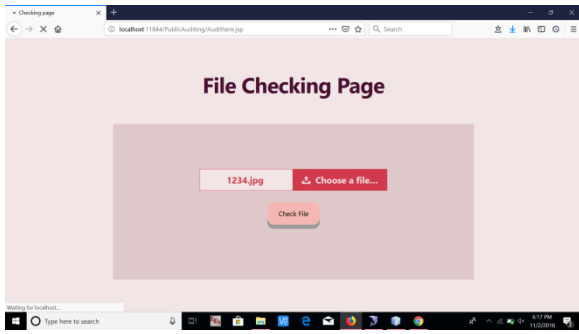 Checking page
localhost:11844/PublicAuditing/Audithere.jsp
Search
File Checking Page
1234.jpg
Choose a file...
Check File
Waiting for localhost...
Type here to search
6:17 PM
11/2/2018